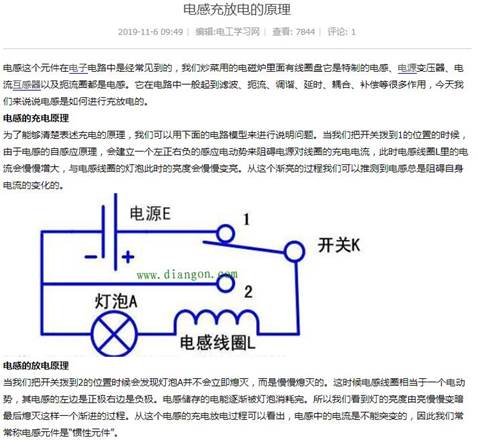 电感充放电的原理
2019-11-6 09:49 | 编辑:电工学习网 | 查看: 7844 | 评论: 1
电感这个元件在电子电路中是经常见到的，我们炒菜用的电磁炉里面有线圈盘它是特制的电感、电源变压器、电
流互感器以及扼流圈都是电感。它在电路中一般起到滤波、扼流、调谐、延时、耦合、补偿等很多作用，今天我
们来说说电感是如何进行充放电的。
电感的充电原理
为了能够清楚表述充电的原理，我们可以用下面的电路模型来进行说明问题。当我们把开关拨到1的位置的时候，
由于电感的自感应原理，会建立一个左正右负的感应电动势来阻碍电源对线圈的充电电流，此时电感线圈L里的电
流会慢慢增大，与电感线圈的灯泡此时的亮度会慢慢变亮。从这个渐亮的过程我们可以推测到电感总是阻碍自身
电流的变化的。
电源E
1
开关K
www.diangon.com
2
灯泡A
电感线圈L
电感的放电原理
当我们把开关拨到2的位置时候会发现灯泡A并不会立即熄灭，而是慢慢熄灭的。这时候电感线圈相当于一个电动
势，其电感的左边是正极右边是负极。电感储存的电能逐渐被灯泡消耗完。所以我们看到灯的亮度由亮慢慢变暗
最后熄灭这样一个渐进的过程。从这个电感的充电放电过程可以看出，电感中的电流是不能突变的，因此我们常
常称电感元件是“惯性元件”。